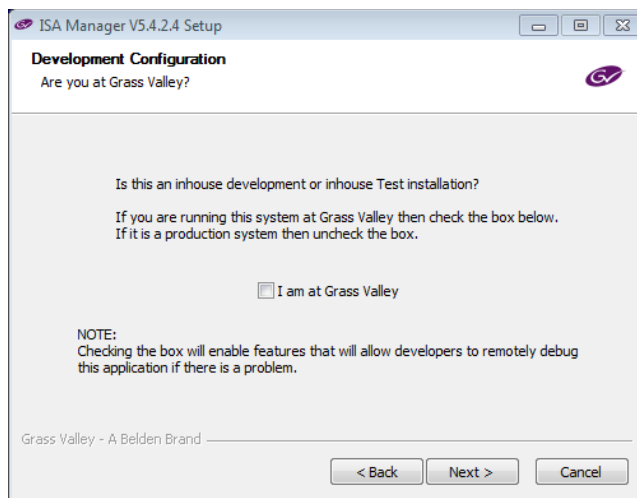 ISA Manager V5.4.2.4 Setup
Development Configuration
Are you at Grass Valley?
GV
Is this an inhouse development or inhouse Test installation?
If you are running this system at Grass Valley then check the box below.
If it is a production system then uncheck the box.
I am at Grass Valley
NOTE:
Checking the box will enable features that will allow developers to remotely debug
this application if there is a problem.
Grass Valley - A Belden Brand
< Back
Next >
Cancel